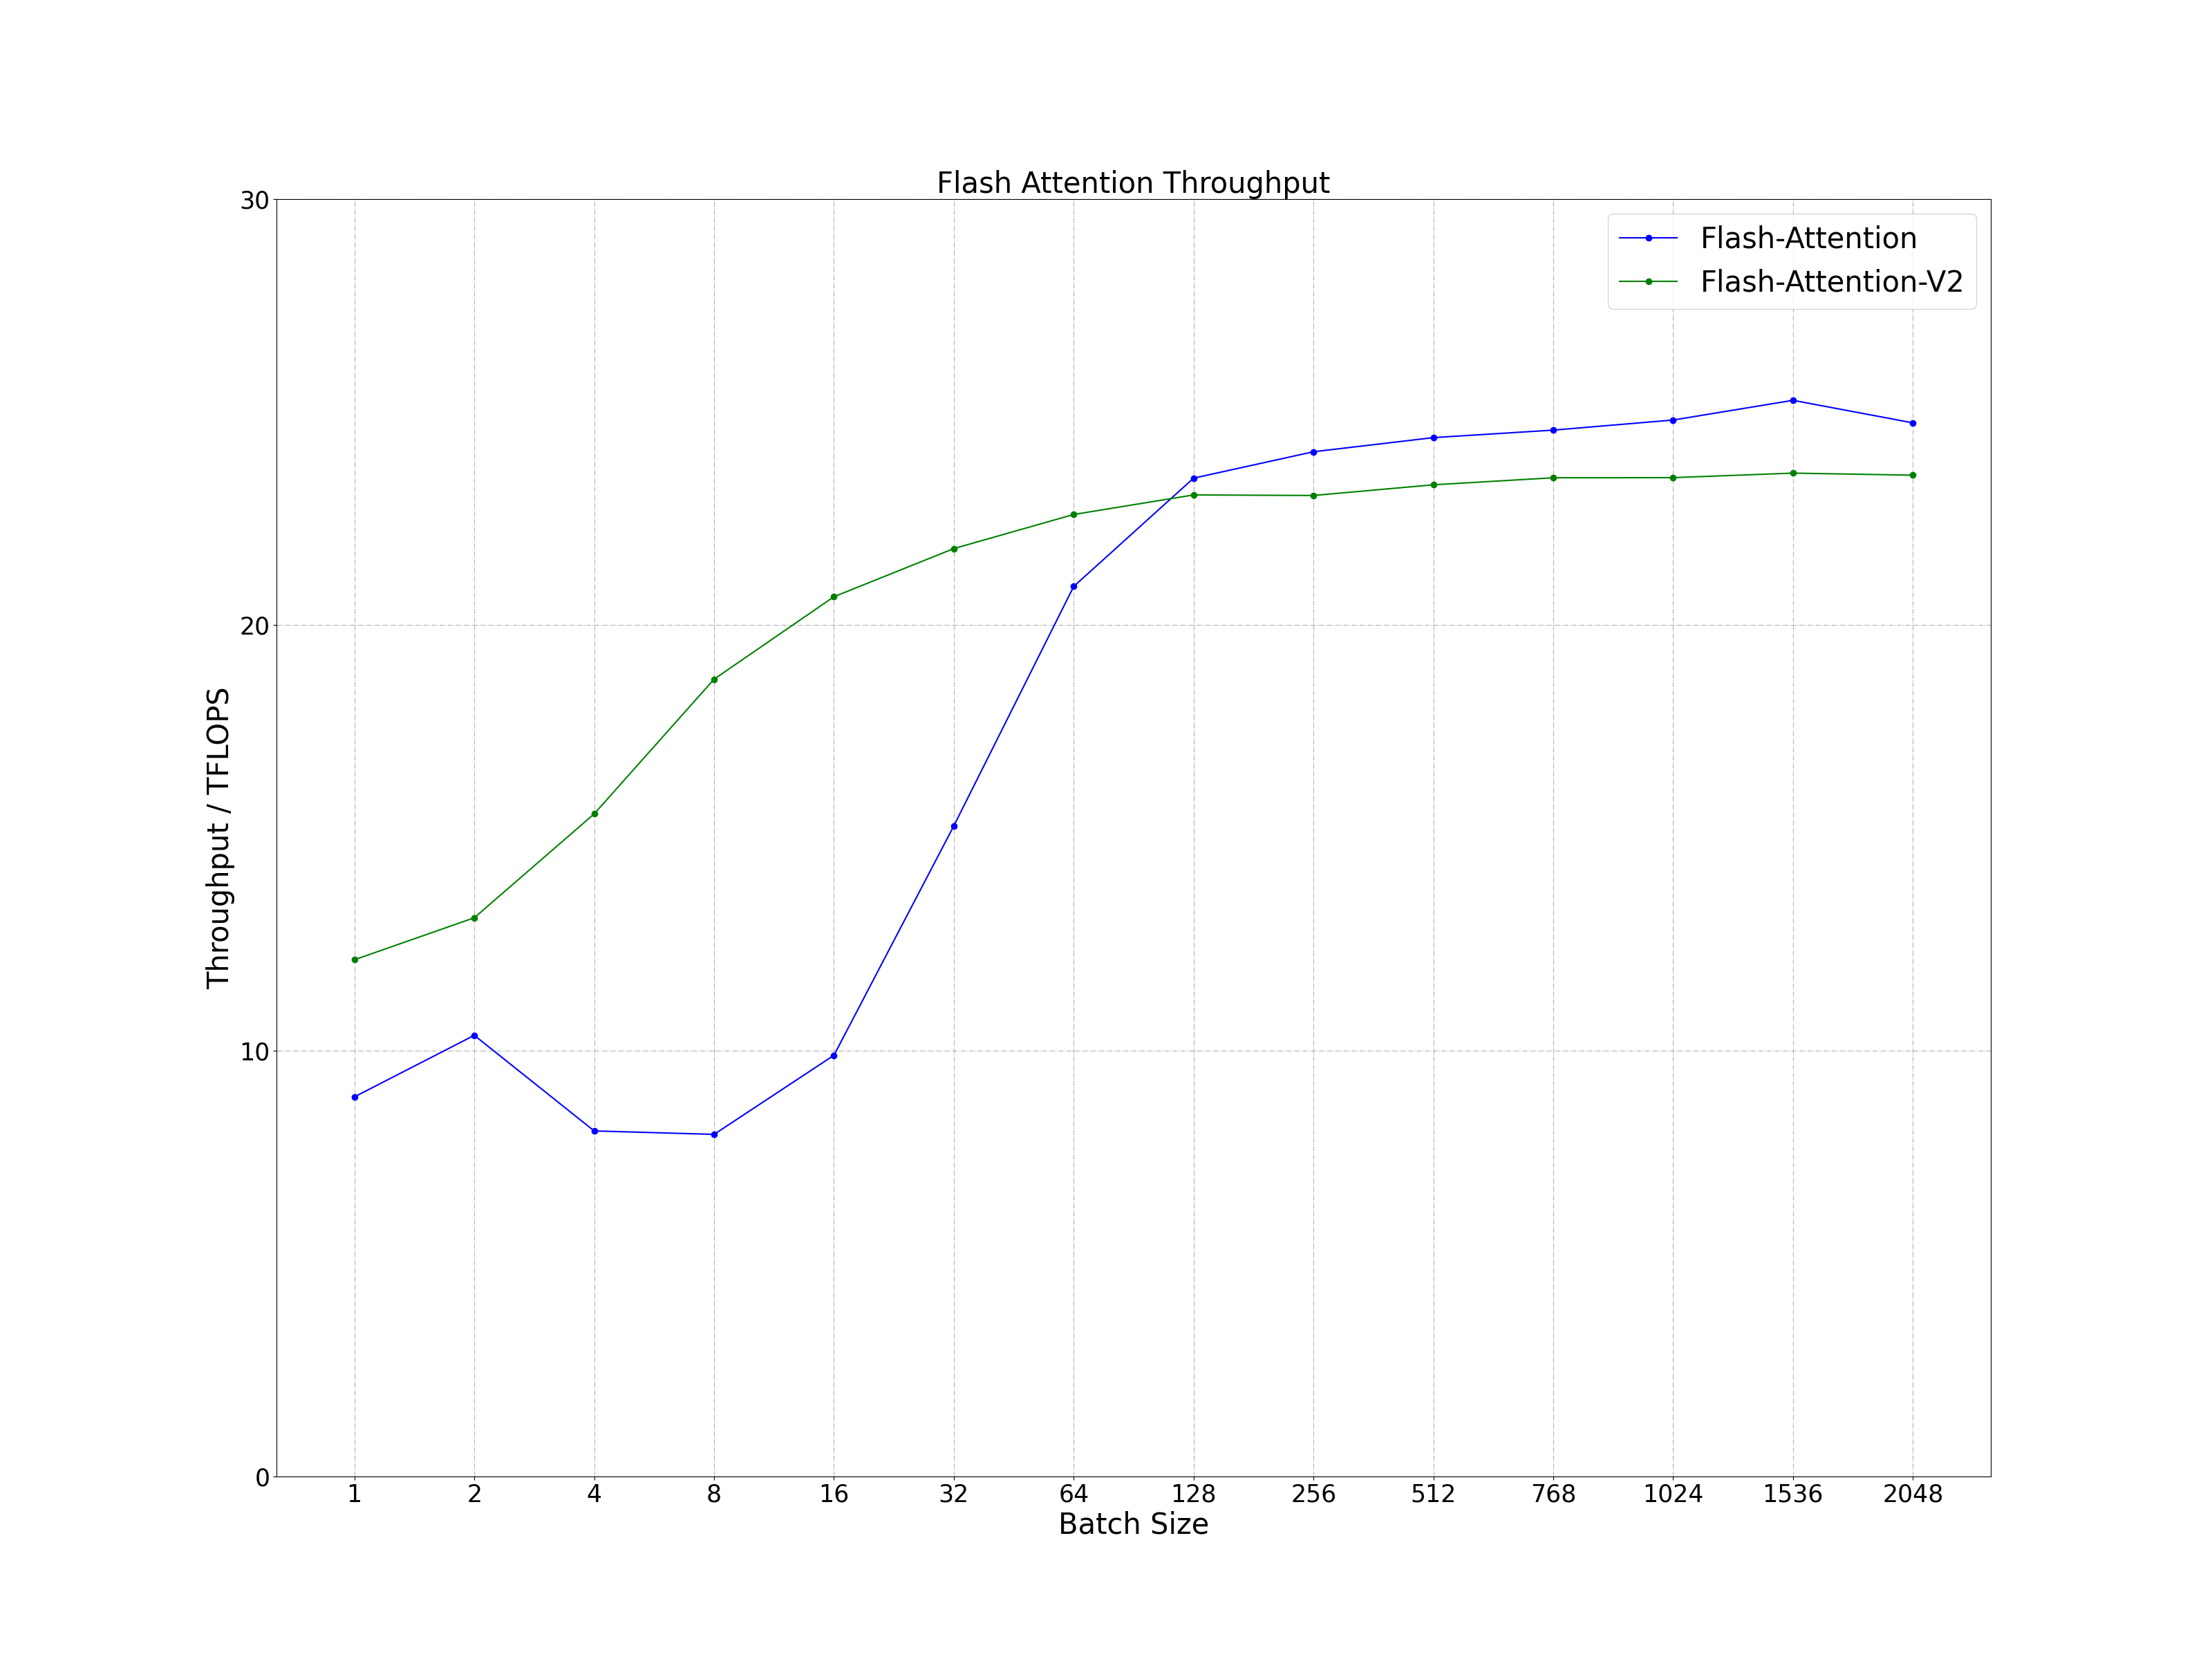 Flash Attention Throughput
30
20
10
0
Throughput / TFLOPS
Flash-Attention
Flash-Attention-V2
1 2 4 8 16 32 64 128 256 512 768 1024 1536 2048
Batch Size